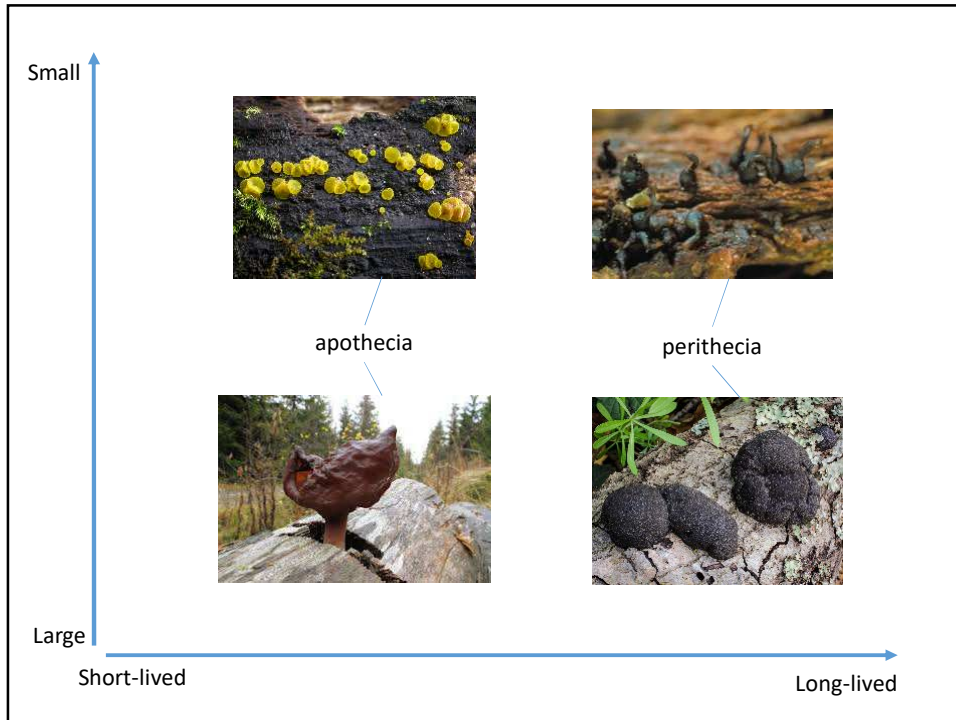 Small
apothecia
perithecia
Large
Short-lived
Long-lived